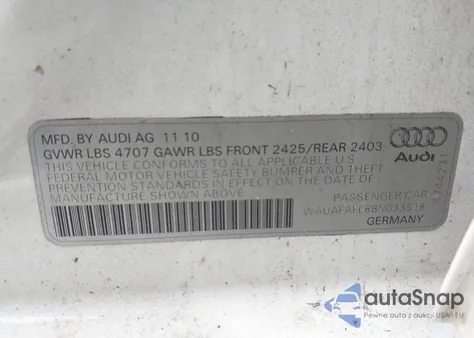 MFD. BY AUDI AG 11 10
GVWR LBS 4707 GAWR LBS FRONT 2425/REAR 2403
THIS VEHICLE CONFORMS TO ALL APPLICABLE U S
FEDERAL MOTOR VEHICLE SAFETY BUMPER AND THEFT
PREVENTION STANDARDS IN EFFECT ON THE DATE OF
MANUFACTURE SHOWN ABOVE.
Audi
PASSENGER CAR
GERMANY
autoSnap
Pewne auta z aukcji USA i EU